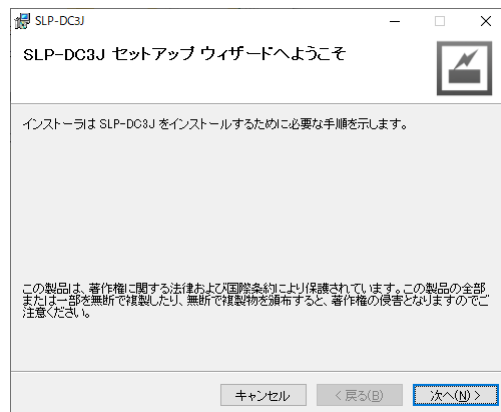 SLP-DC3J
SLP-DC3J セットアップ ウィザードへようこそ
インストーラは SLP-DC3J をインストールするために必要な手順を示します。
この製品は、著作権に関する法律および国際条約により保護されています。この製品の全部
または一部を無断で複製したり、無断で複製物を頒布すると、著作権の侵害となりますのでご
注意ください。
キャンセル
< 戻る(B)
次へ(N) >